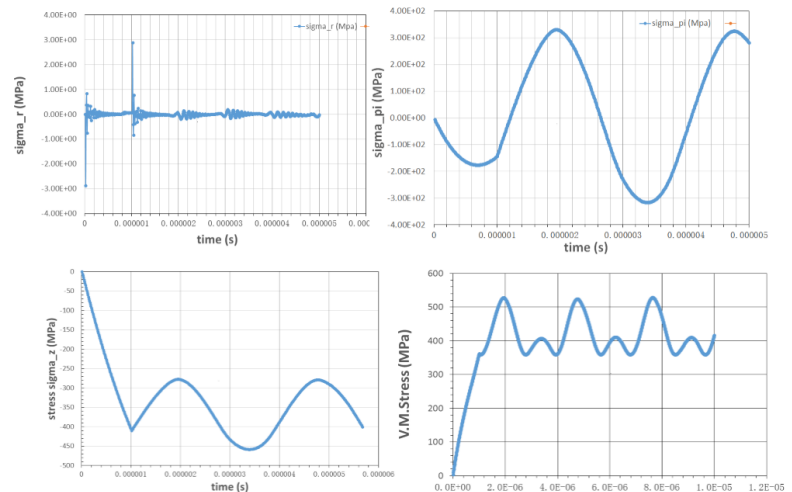 4.00E+00
3.00E+00
2.00E+00
1.00E+00
0.00E+00
-1.00E+00
-2.00E+00
-3.00E+00
-4.00E+00
sigma_r (MPa)
sigma_r (Mpa)
0 0.000001 0.000002 0.000003 0.000004 0.000005
time (s)
4.00E+02
3.00E+02
2.00E+02
1.00E+02
0.00E+00
-1.00E+02
-2.00E+02
-3.00E+02
-4.00E+02
sigma_pi (MPa)
sigma_pi (Mpa)
0 0.000001 0.000002 0.000003 0.000004 0.000005
time (s)
0
-50
-100
-150
-200
-250
-300
-350
-400
-450
-500
stress sigma_z (MPa)
0 0.000001 0.000002 0.000003 0.000004 0.000005 0.000006
time (s)
600
500
400
300
200
100
0
V.M.Stress (MPa)
0.0E+00 2.0E-06 4.0E-06 6.0E-06 8.0E-06 1.0E-05 1.2E-05